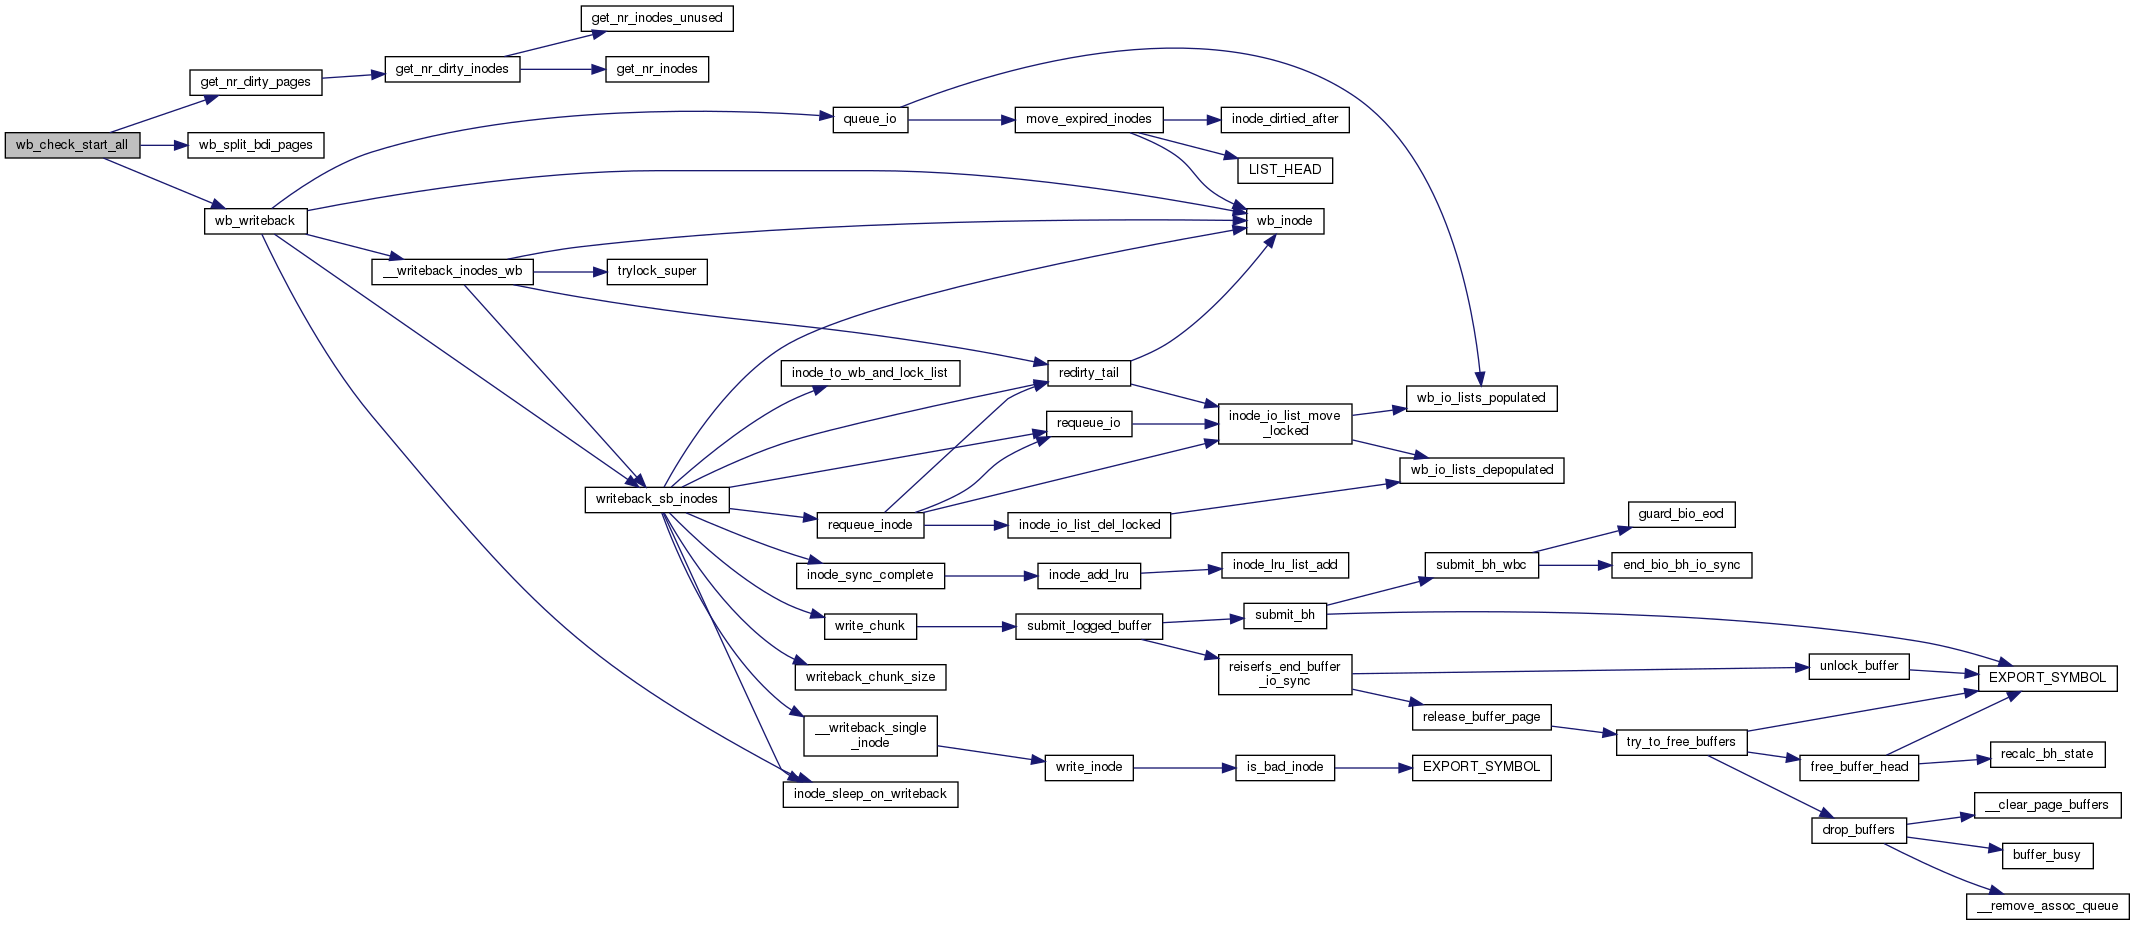 get_nr_inodes_unused
get_nr_dirty_inodes
get_nr_inodes
get_nr_dirty_pages
queue_io
move_expired_inodes
inode_dirtied_after
wb_check_start_all
wb_split_bdi_pages
LIST_HEAD
wb_writeback
wb_inode
__writeback_inodes_wb
trylock_super
inode_to_wb_and_lock_list
redirty_tail
wb_io_lists_populated
requeue_io
inode_io_list_move
_locked
wb_io_lists_depopulated
writeback_sb_inodes
requeue_inode
inode_io_list_del_locked
guard_bio_eod
inode_sync_complete
inode_add_lru
inode_lru_list_add
submit_bh_wbc
end_bio_bh_io_sync
write_chunk
submit_logged_buffer
submit_bh
reiserfs_end_buffer
_io_sync
unlock_buffer
EXPORT_SYMBOL
writeback_chunk_size
release_buffer_page
__writeback_single
_inode
try_to_free_buffers
recalc_bh_state
write_inode
is_bad_inode
EXPORT_SYMBOL
free_buffer_head
inode_sleep_on_writeback
__clear_page_buffers
drop_buffers
buffer_busy
__remove_assoc_queue